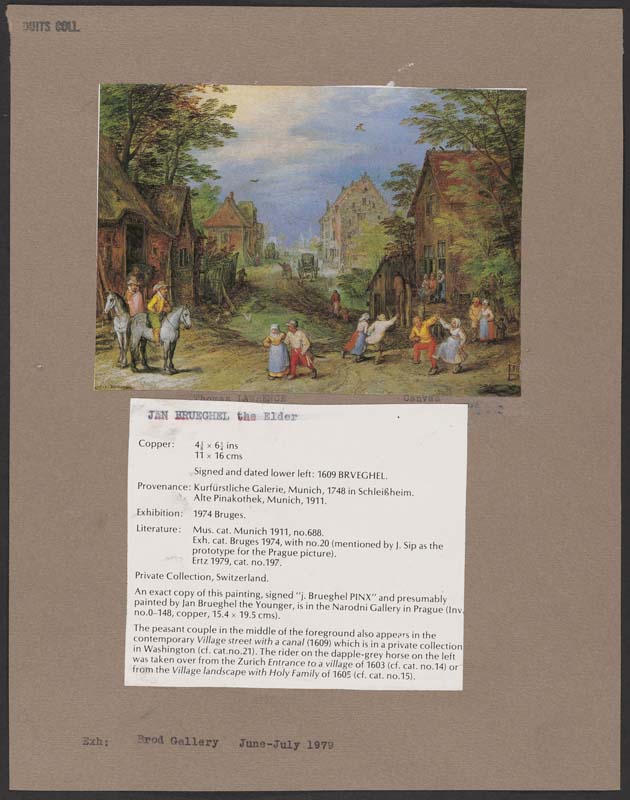 DUITS COLL.
Thomas LAWRENCE Canvas
JAN BRUEGHEL the Elder
Copper: 4¼ × 6¼ ins
11 × 16 cms
Signed and dated lower left: 1609 BRVEGHEL.
Provenance: Kurfürstliche Galerie, Munich, 1748 in Schleißheim.
Alte Pinakothek, Munich, 1911.
Exhibition: 1974 Bruges.
Literature: Mus. cat. Munich 1911, no.688.
Exh. cat. Bruges 1974, with no.20 (mentioned by J. Sip as the
prototype for the Prague picture).
Ertz 1979, cat. no.197.
Private Collection, Switzerland.
An exact copy of this painting, signed "j. Brueghel PINX" and presumably
painted by Jan Brueghel the Younger, is in the Narodni Gallery in Prague (Inv.
no.0–148, copper, 15.4 × 19.5 cms).
The peasant couple in the middle of the foreground also appears in the
contemporary Village street with a canal (1609) which is in a private collection
in Washington (cf. cat.no.21). The rider on the dapple-grey horse on the left
was taken over from the Zurich Entrance to a village of 1603 (cf. cat. no.14) or
from the Village landscape with Holy Family of 1605 (cf. cat. no.15).
Exh: Brod Gallery June-July 1979